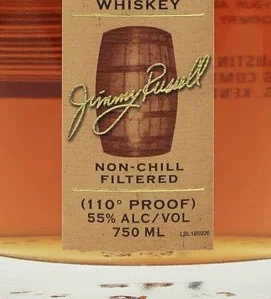 WHISKEY
Jimmy Russell
NON-CHILL
FILTERED
(110° PROOF)
55% ALC/VOL
750 ML